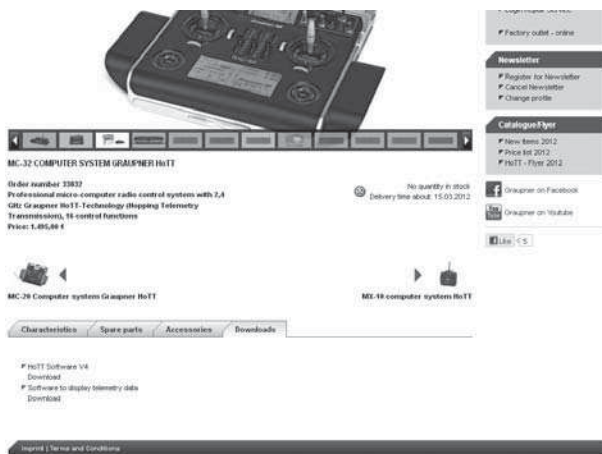 Login Repair Service
Factory outlet - online
Newsletter
Register for Newsletter
Cancel Newsletter
Change profile
Catalogue/Flyer
New Items 2012
Price list 2012
HoTT - Flyer 2012
Graupner on Facebook
Graupner on Youtube
Like 5
MC-32 COMPUTER SYSTEM GRAUPNER HoTT
Order number 33032
Professional micro-computer radio control system with 2,4
GHz Graupner HoTT-Technology (Hopping Telemetry
Transmission), 16 control functions
Price: 1.495,00 €
No quantity in stock
Delivery time about: 15.03.2012
MC-20 Computer system Graupner HoTT
MX-10 computer system HoTT
Characteristics
Spare parts
Accessories
Downloads
HoTT Software V4
Download
Software to display telemetry data
Download
Imprint | Terms and Conditions